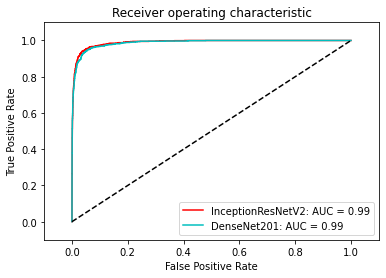 Receiver operating characteristic
True Positive Rate
1.0
0.8
0.6
0.4
0.2
0.0
InceptionResNetV2: AUC = 0.99
DenseNet201: AUC = 0.99
0.0 0.2 0.4 0.6 0.8 1.0
False Positive Rate